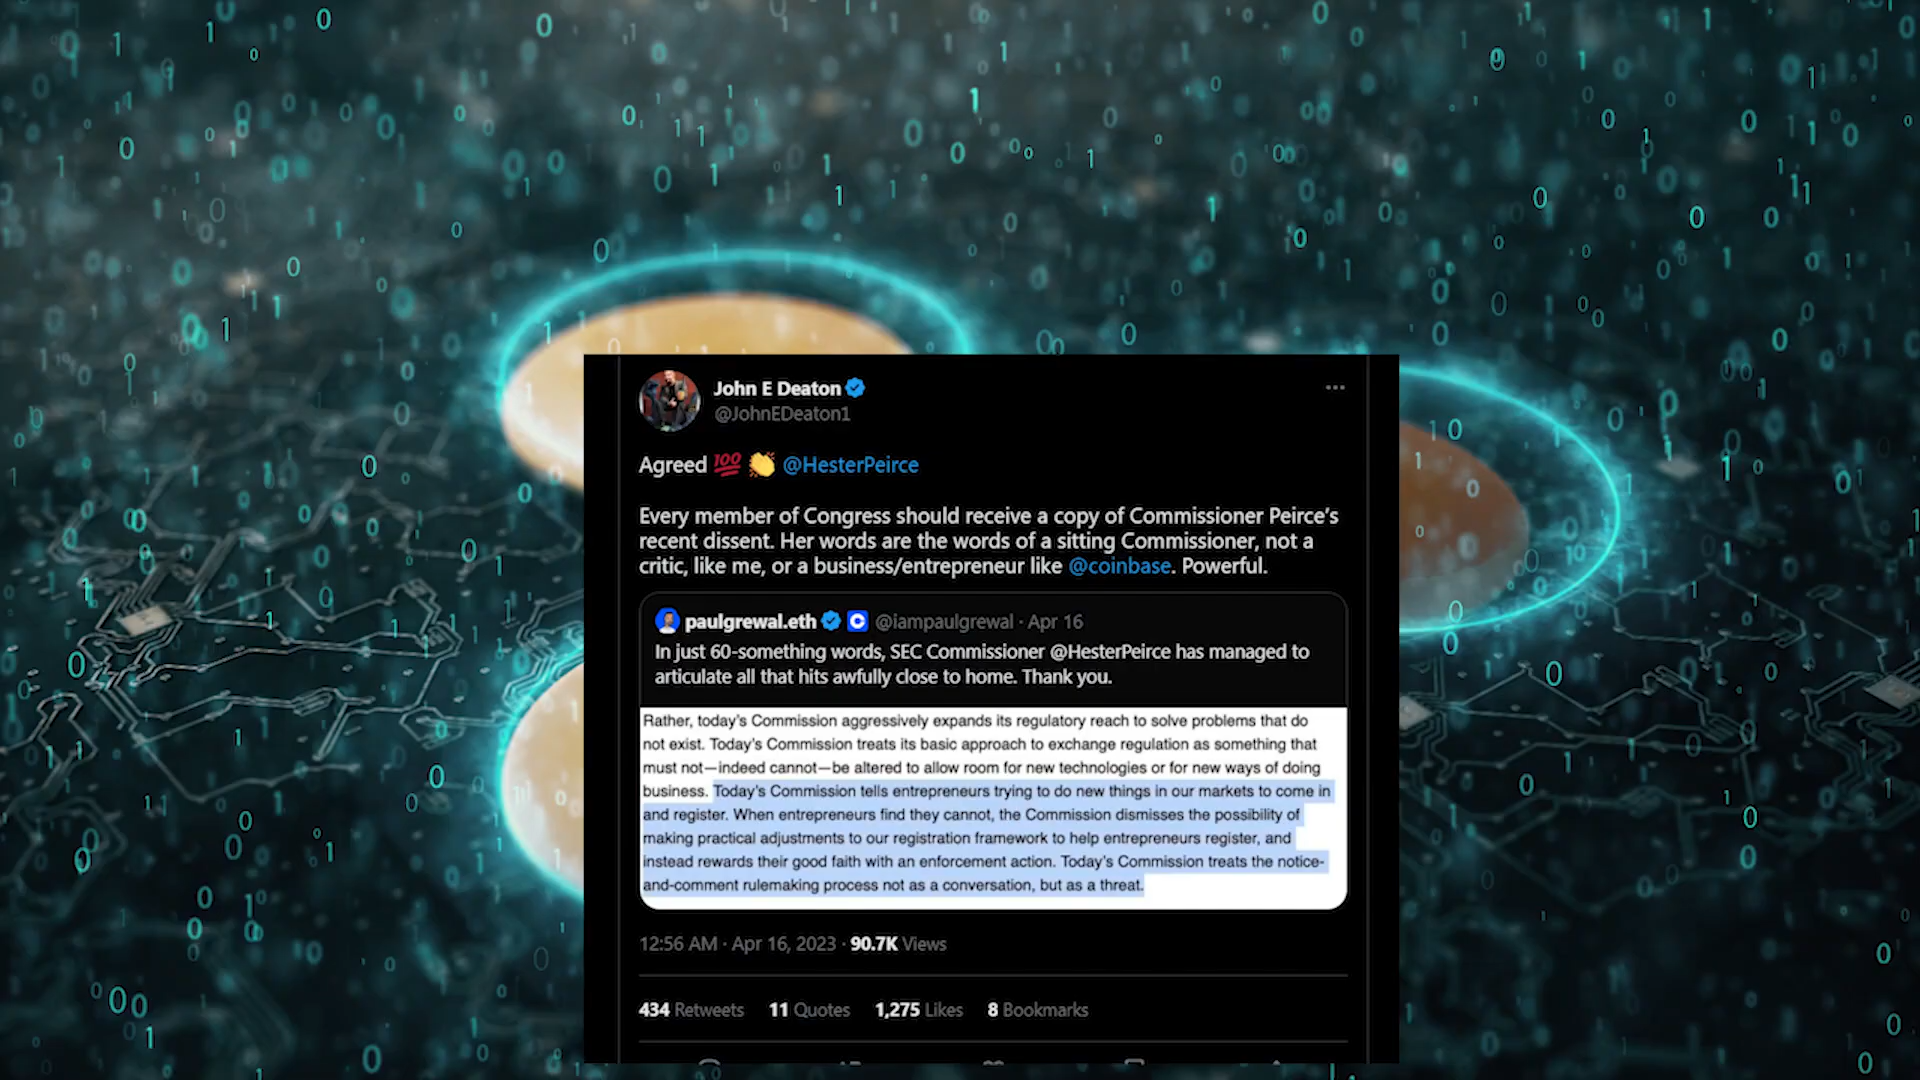 John E Deaton
@JohnEDeaton1
Agreed 💯 👏 @HesterPeirce
Every member of Congress should receive a copy of Commissioner Peirce's
recent dissent. Her words are the words of a sitting Commissioner, not a
critic, like me, or a business/entrepreneur like @coinbase. Powerful.
paulgrewal.eth @iampaulgrewal · Apr 16
In just 60-something words, SEC Commissioner @HesterPeirce has managed to
articulate all that hits awfully close to home. Thank you.
Rather, today's Commission aggressively expands its regulatory reach to solve problems that do
not exist. Today's Commission treats its basic approach to exchange regulation as something that
must not—indeed cannot—be altered to allow room for new technologies or for new ways of doing
business. Today's Commission tells entrepreneurs trying to do new things in our markets to come in
and register. When entrepreneurs find they cannot, the Commission dismisses the possibility of
making practical adjustments to our registration framework to help entrepreneurs register, and
instead rewards their good faith with an enforcement action. Today's Commission treats the notice-
and-comment rulemaking process not as a conversation, but as a threat.
12:56 AM · Apr 16, 2023 · 90.7K Views
434 Retweets 11 Quotes 1,275 Likes 8 Bookmarks